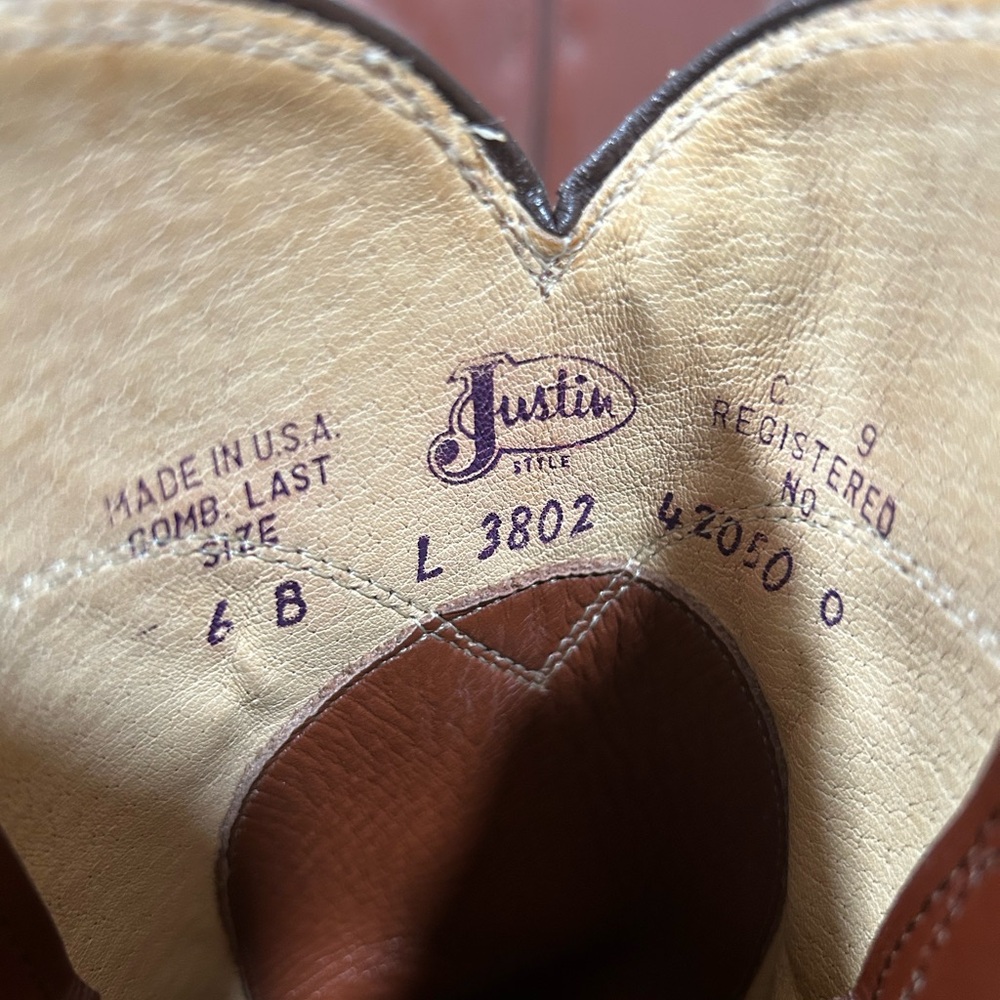 Justin
STYLE
L 3802
MADE IN U.S.A.
COMB. LAST
SIZE
6 B
C 9
REGISTERED
NO
42050 0